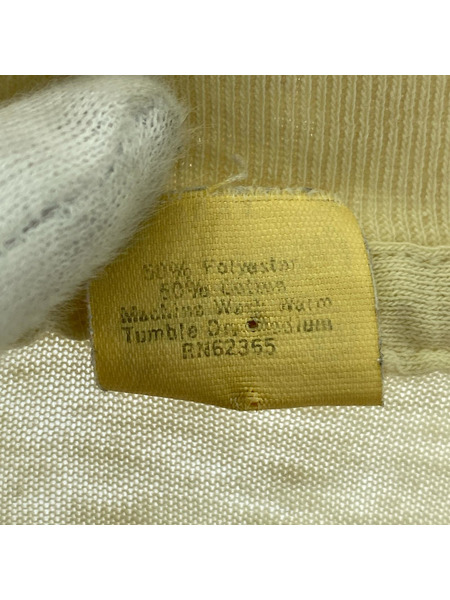 50% Polyester
50% Cotton
Machine Wash Warm
Tumble Dry Medium
RN62365